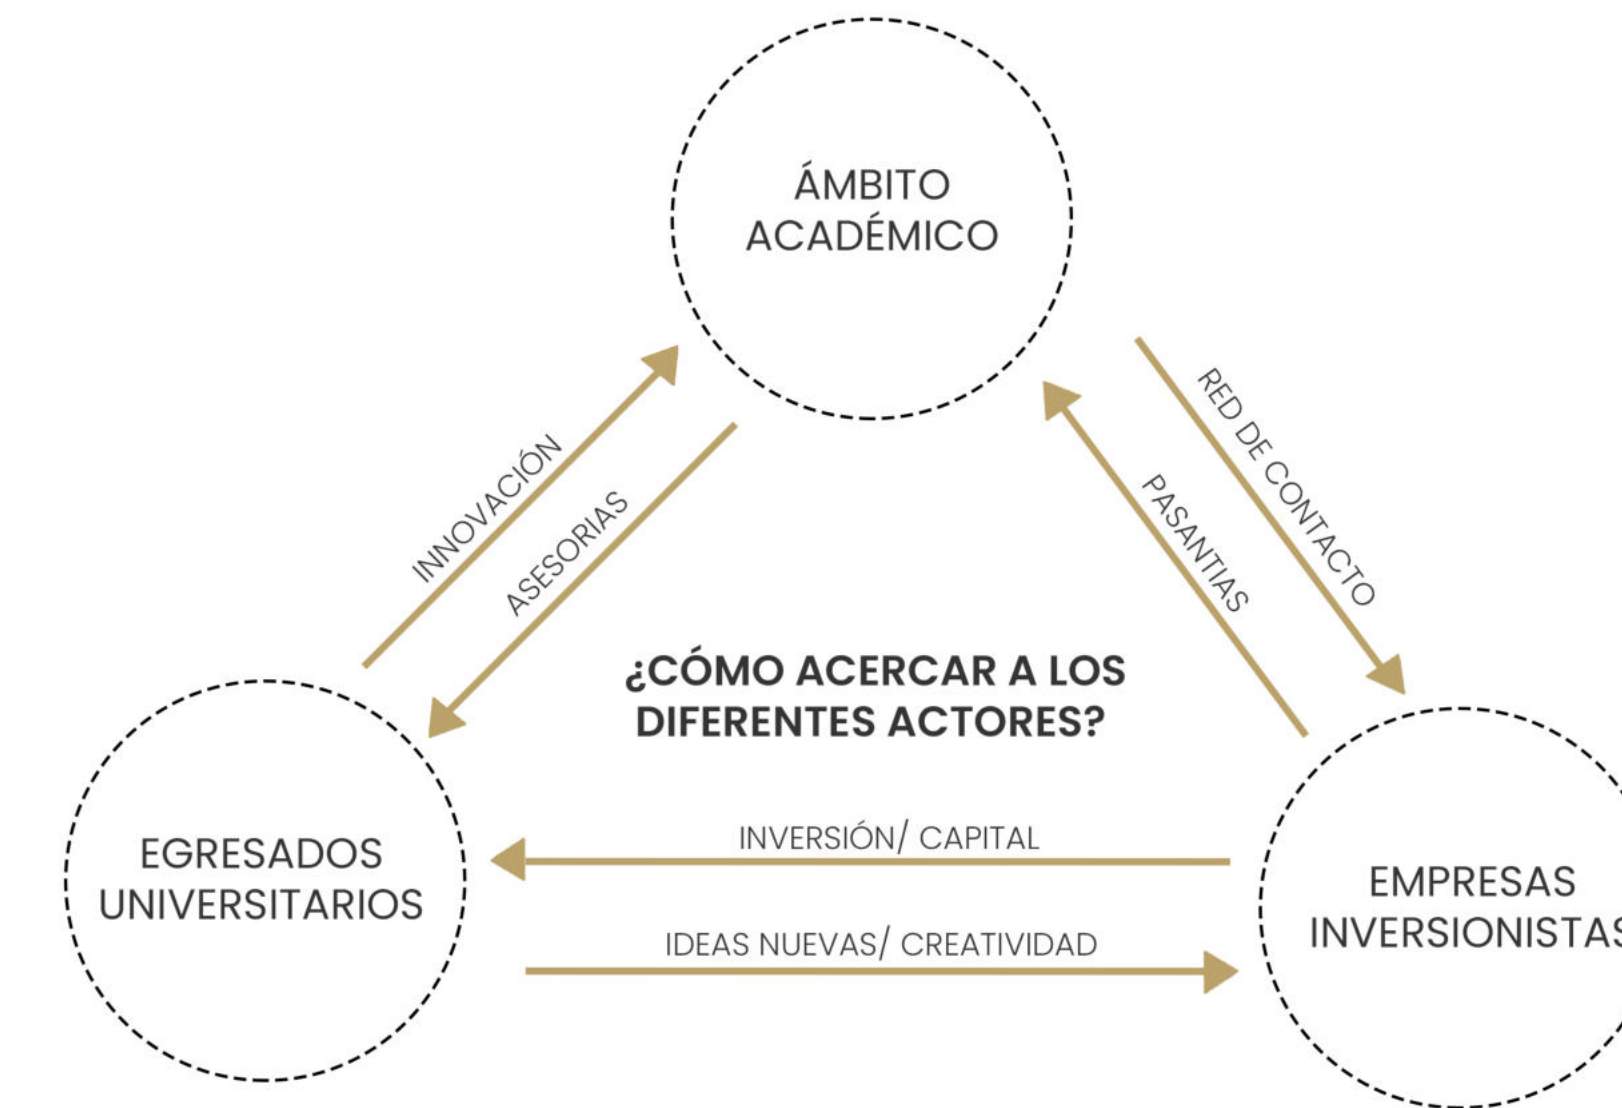 ÁMBITO
ACADÉMICO
INNOVACIÓN
ASESORIAS
RED DE CONTACTO
PASANTIAS
¿CÓMO ACERCAR A LOS
DIFERENTES ACTORES?
INVERSIÓN/ CAPITAL
IDEAS NUEVAS/ CREATIVIDAD
EGRESADOS
UNIVERSITARIOS
EMPRESAS
INVERSIONISTAS